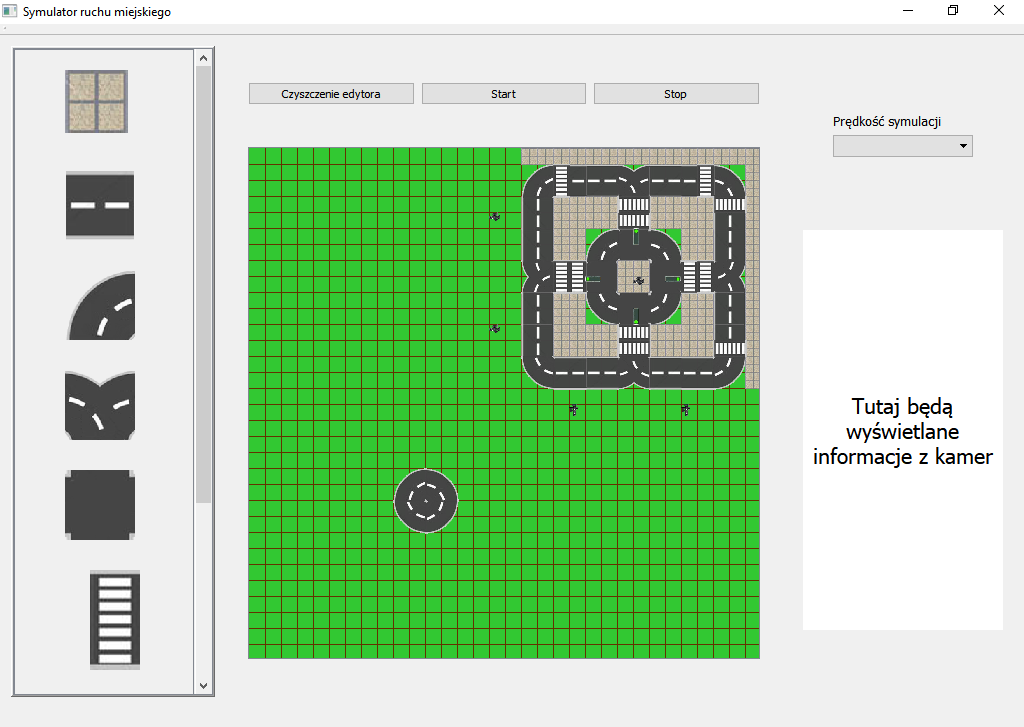 Symulator ruchu miejskiego
Czyszczenie edytora
Start
Stop
Prędkość symulacji
Tutaj będą
wyświetlane
informacje z kamer